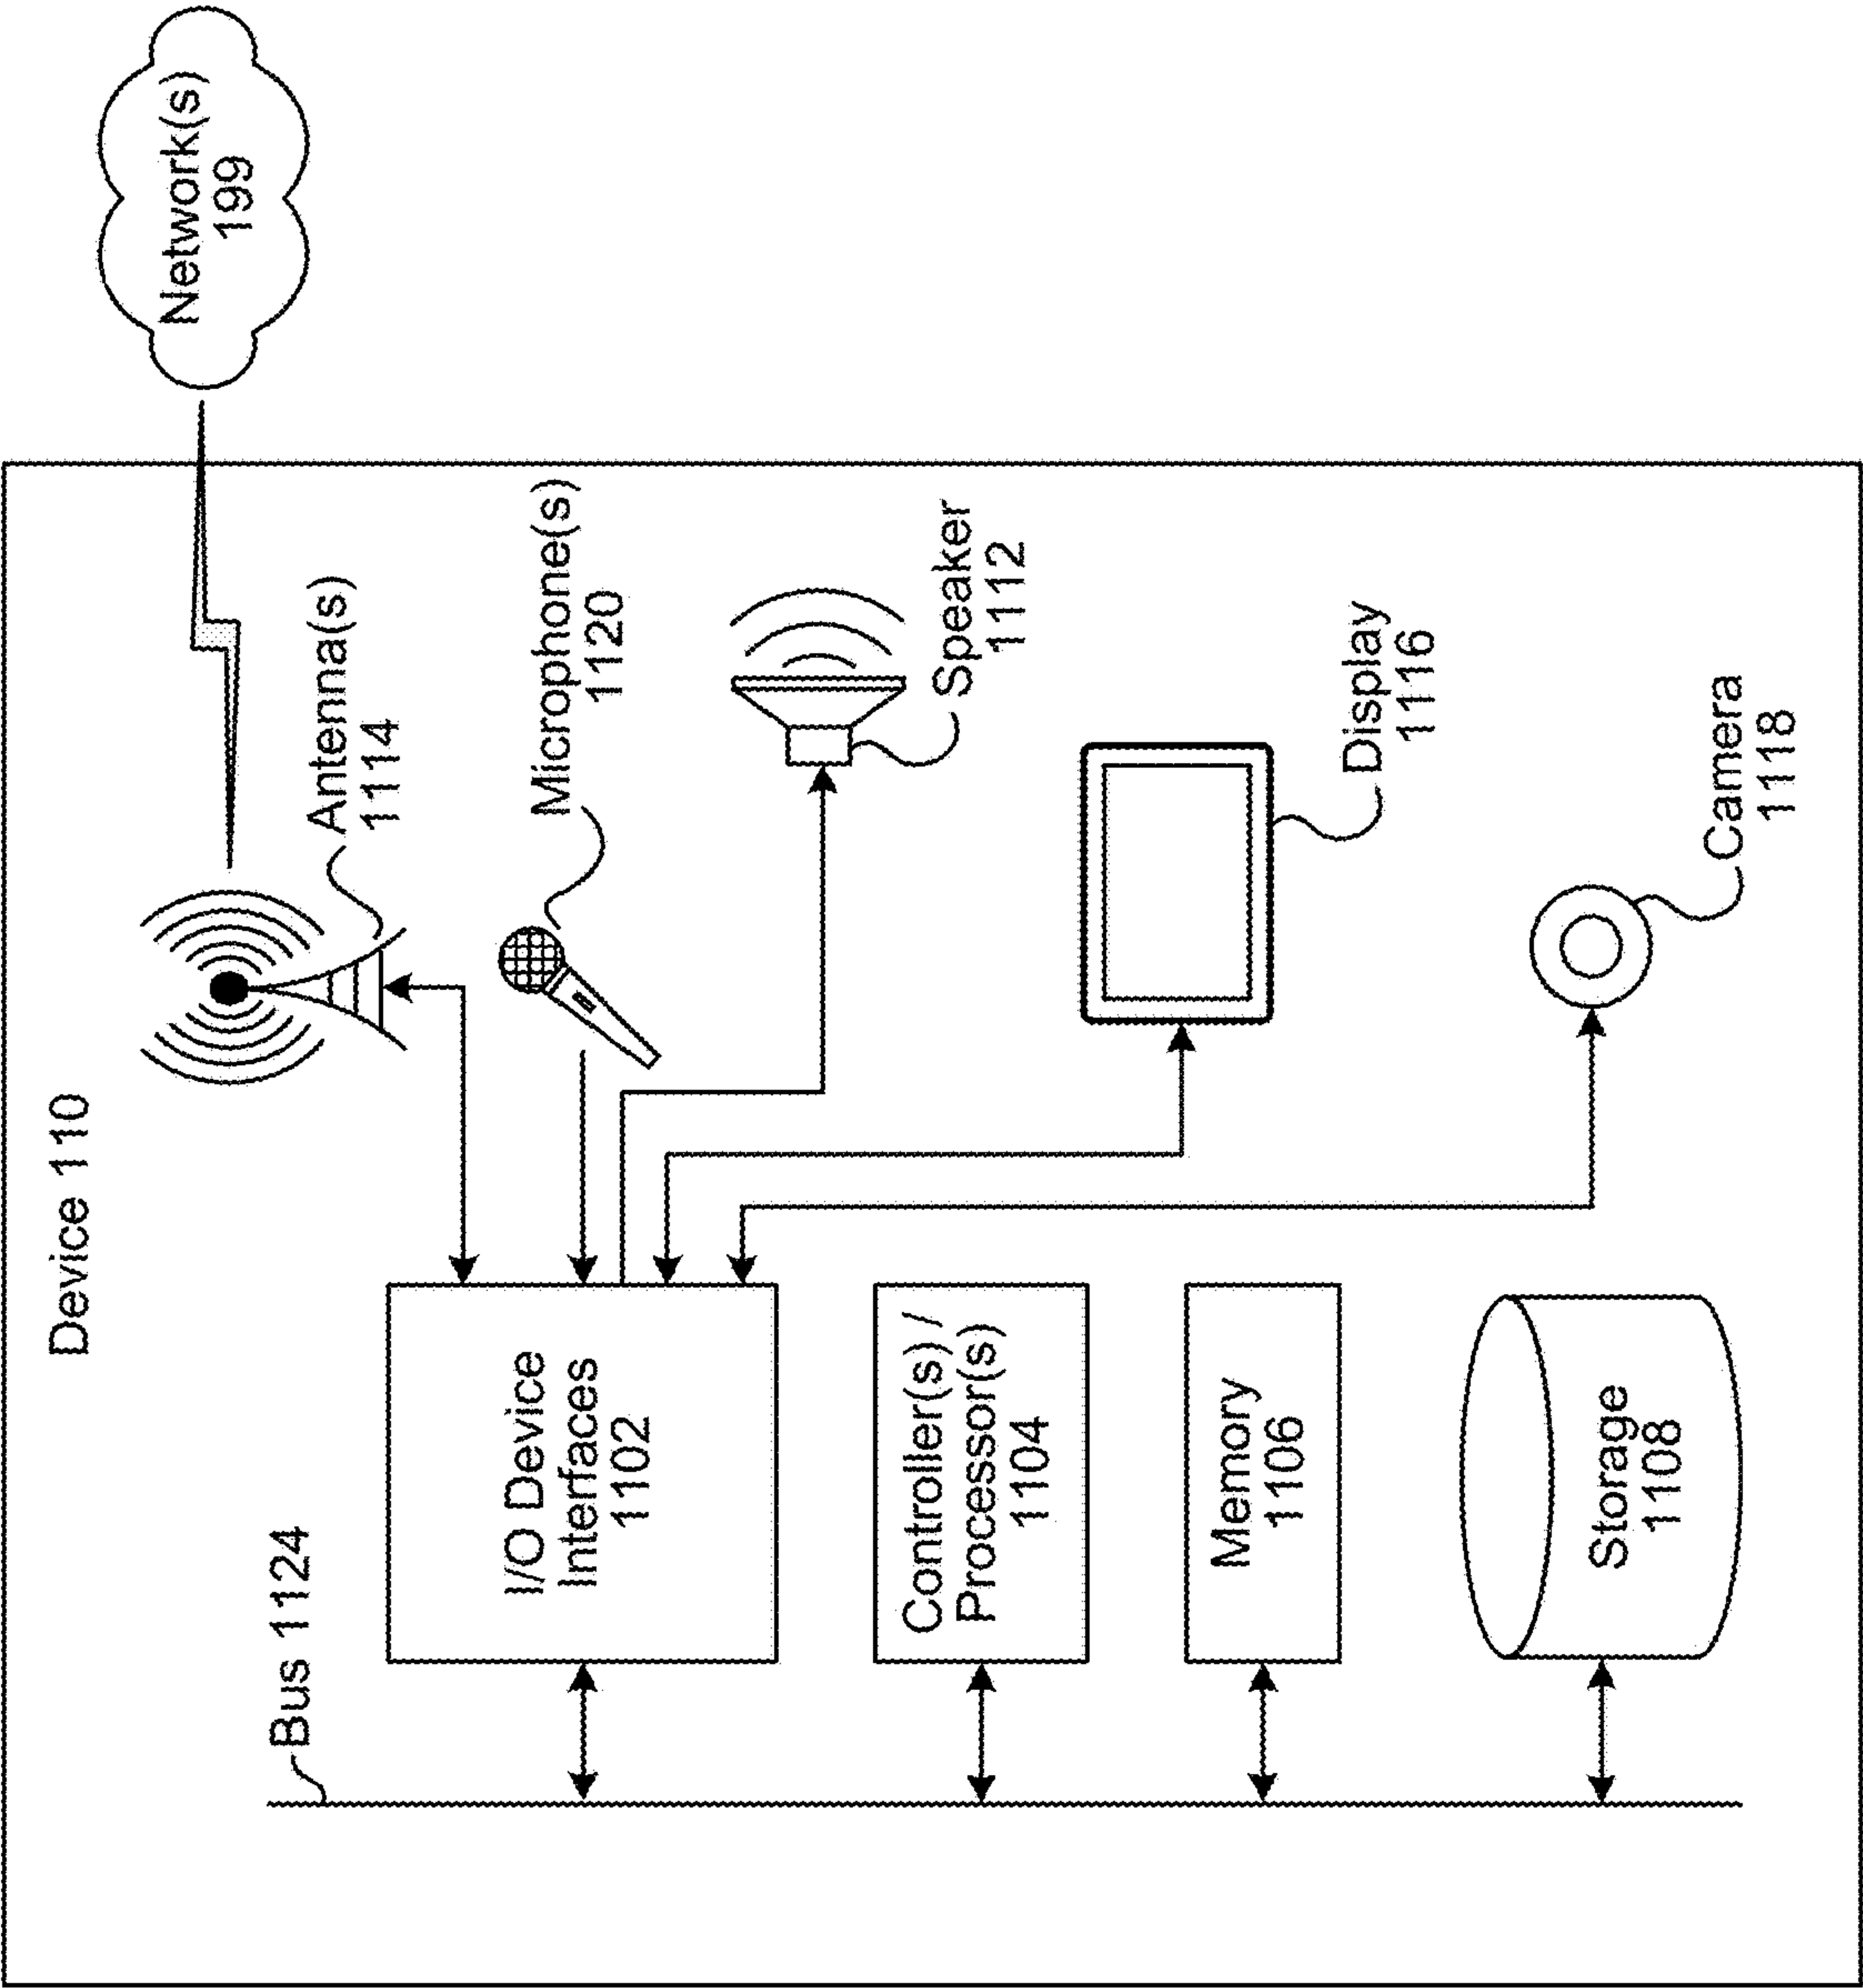 Device 110
Network(s)
199
Bus 1124
Antenna(s)
1114
I/O Device
Interfaces
1102
Microphone(s)
1120
Speaker
1112
Controller(s) /
Processor(s)
1104
Display
1116
Memory
1106
Storage
1108
Camera
1118